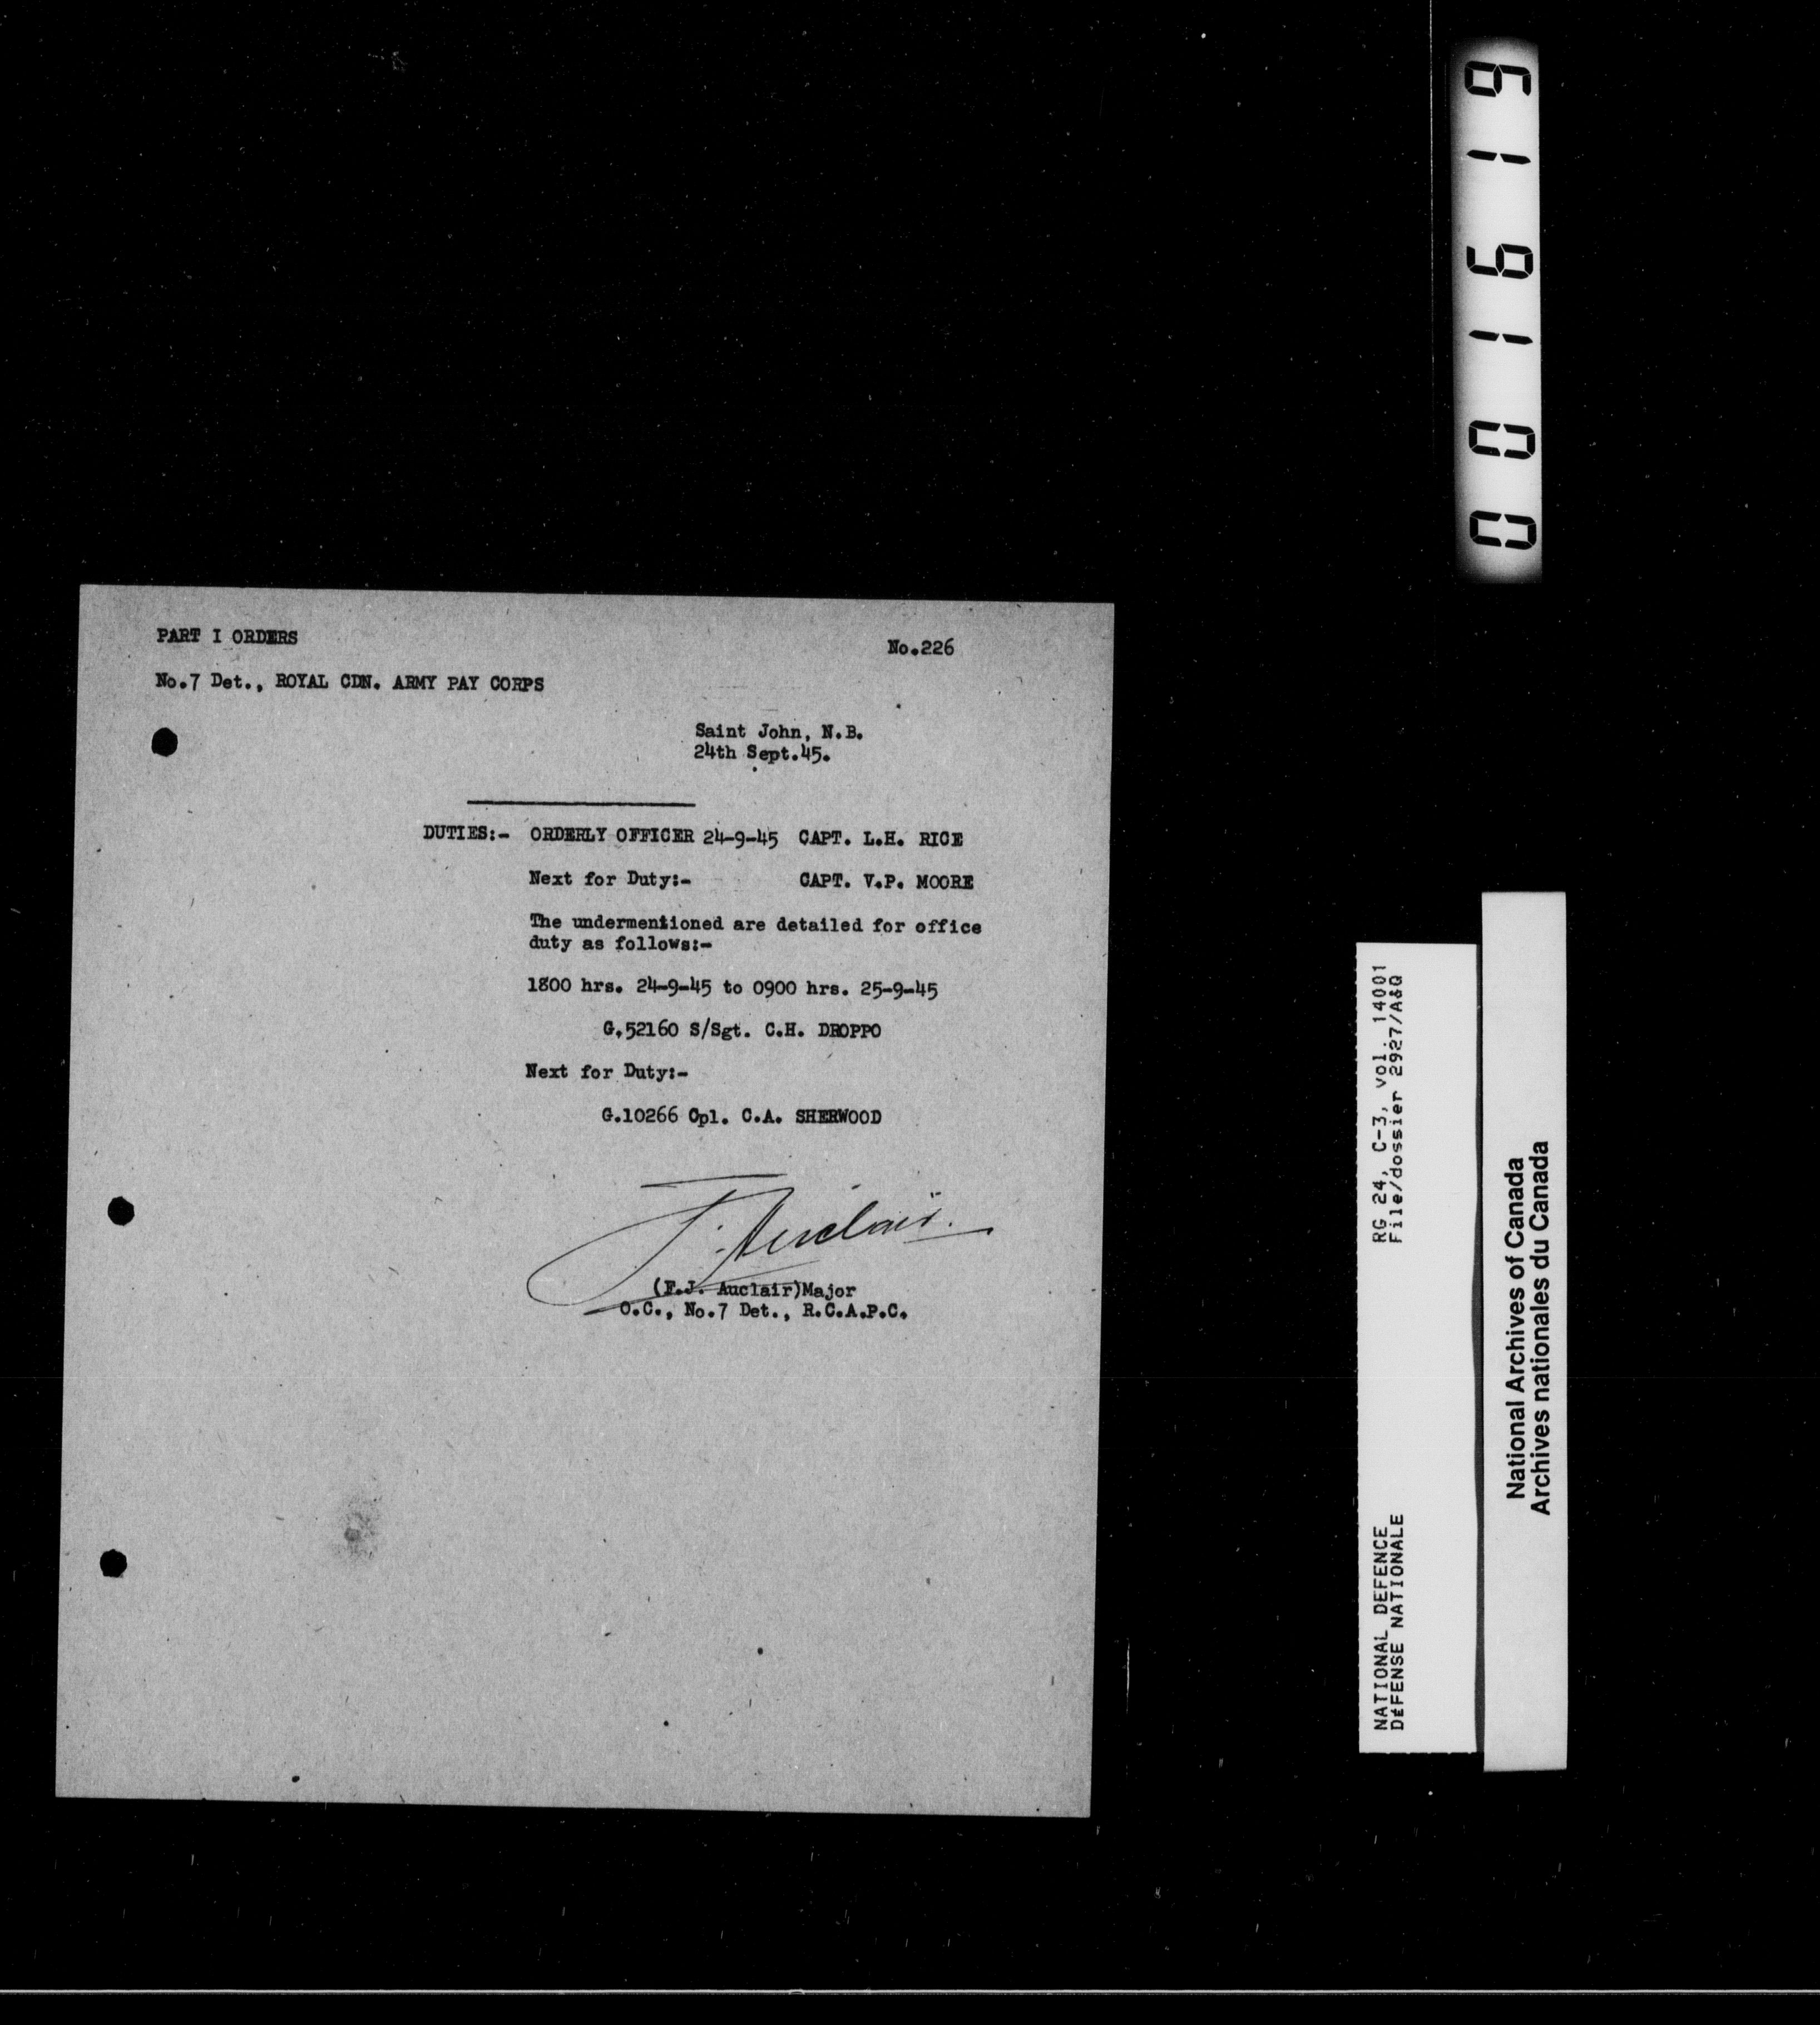 PART I ORDERS
No.226
No.7 Det., ROYAL CDN. ARMY PAY CORPS
Saint John, N.B.
24th Sept.45.
DUTIES:- ORDERLY OFFICER 24-9-45 CAPT. L.H. RICE
Next for Duty:- CAPT. V.P. MOORE
The undermentioned are detailed for office
duty as follows:-
1800 hrs. 24-9-45 to 0900 hrs. 25-9-45
G.52160 S/Sgt. C.H. DROPPO
Next for Duty:-
G.10266 Cpl. C.A. SHERWOOD
F. Auclair.
(F.J. Auclair)Major
O.C., No.7 Det., R.C.A.P.C.
001619
NATIONAL DEFENCE RG 24, C-3, vol. 14001
DéFENSE NATIONALE File/dossier 2927/A&Q
National Archives of Canada
Archives nationales du Canada